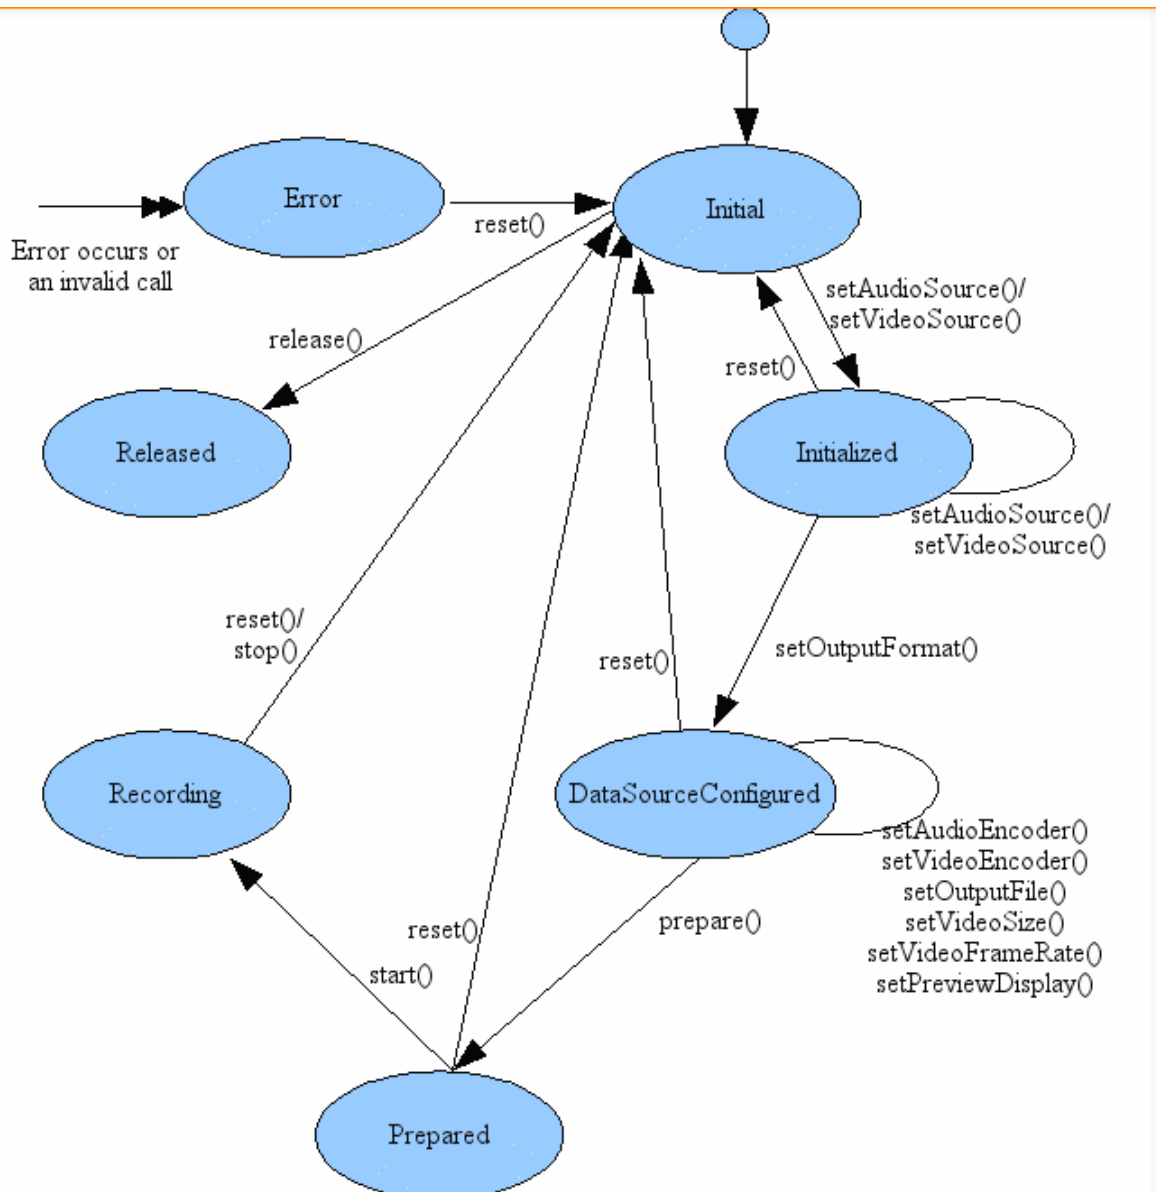 Error
Initial
reset()
Error occurs or
an invalid call
setAudioSource()/
setVideoSource()
release()
reset()
Released
Initialized
setAudioSource()/
setVideoSource()
reset()/
stop()
reset()
setOutputFormat()
Recording
DataSourceConfigured
setAudioEncoder()
setVideoEncoder()
setOutputFile()
setVideoSize()
setVideoFrameRate()
setPreviewDisplay()
prepare()
reset()
start()
Prepared